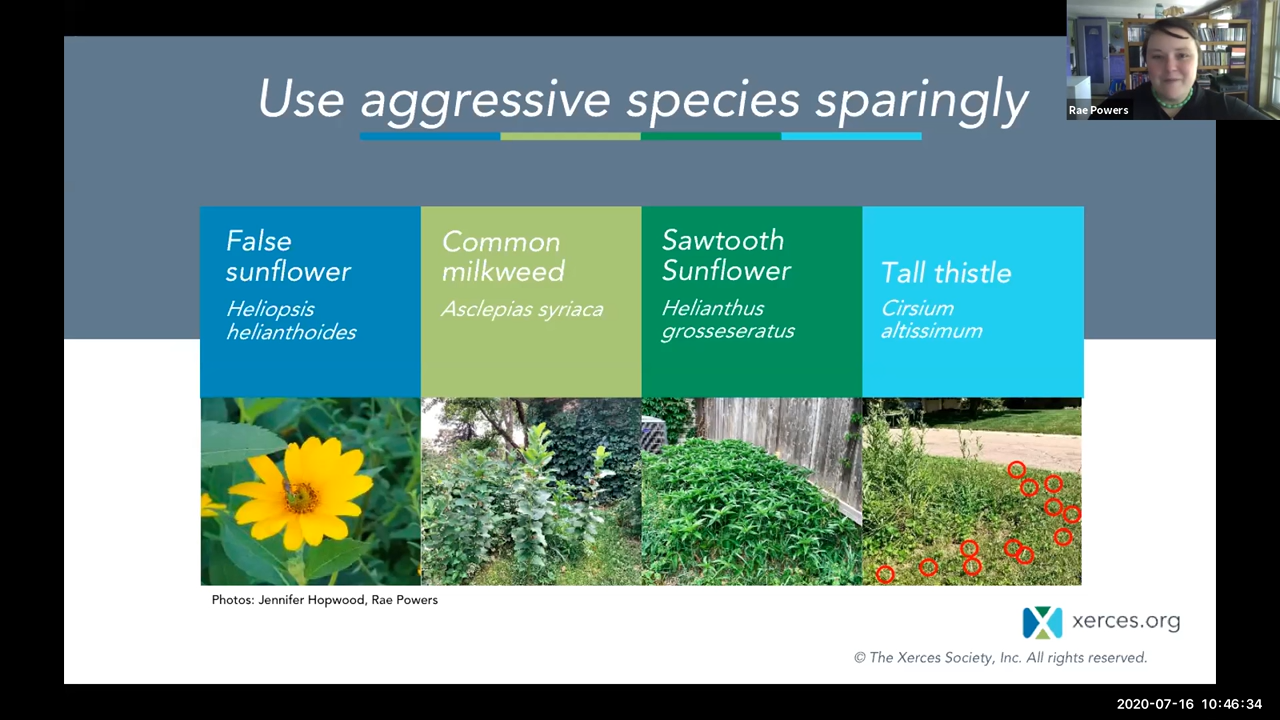 Use aggressive species sparingly
Rae Powers
False
sunflower
Heliopsis
helianthoides
Common
milkweed
Asclepias syriaca
Sawtooth
Sunflower
Helianthus
grosseseratus
Tall thistle
Cirsium
altissimum
Photos: Jennifer Hopwood, Rae Powers
xerces.org
© The Xerces Society, Inc. All rights reserved.
2020-07-16 10:46:34